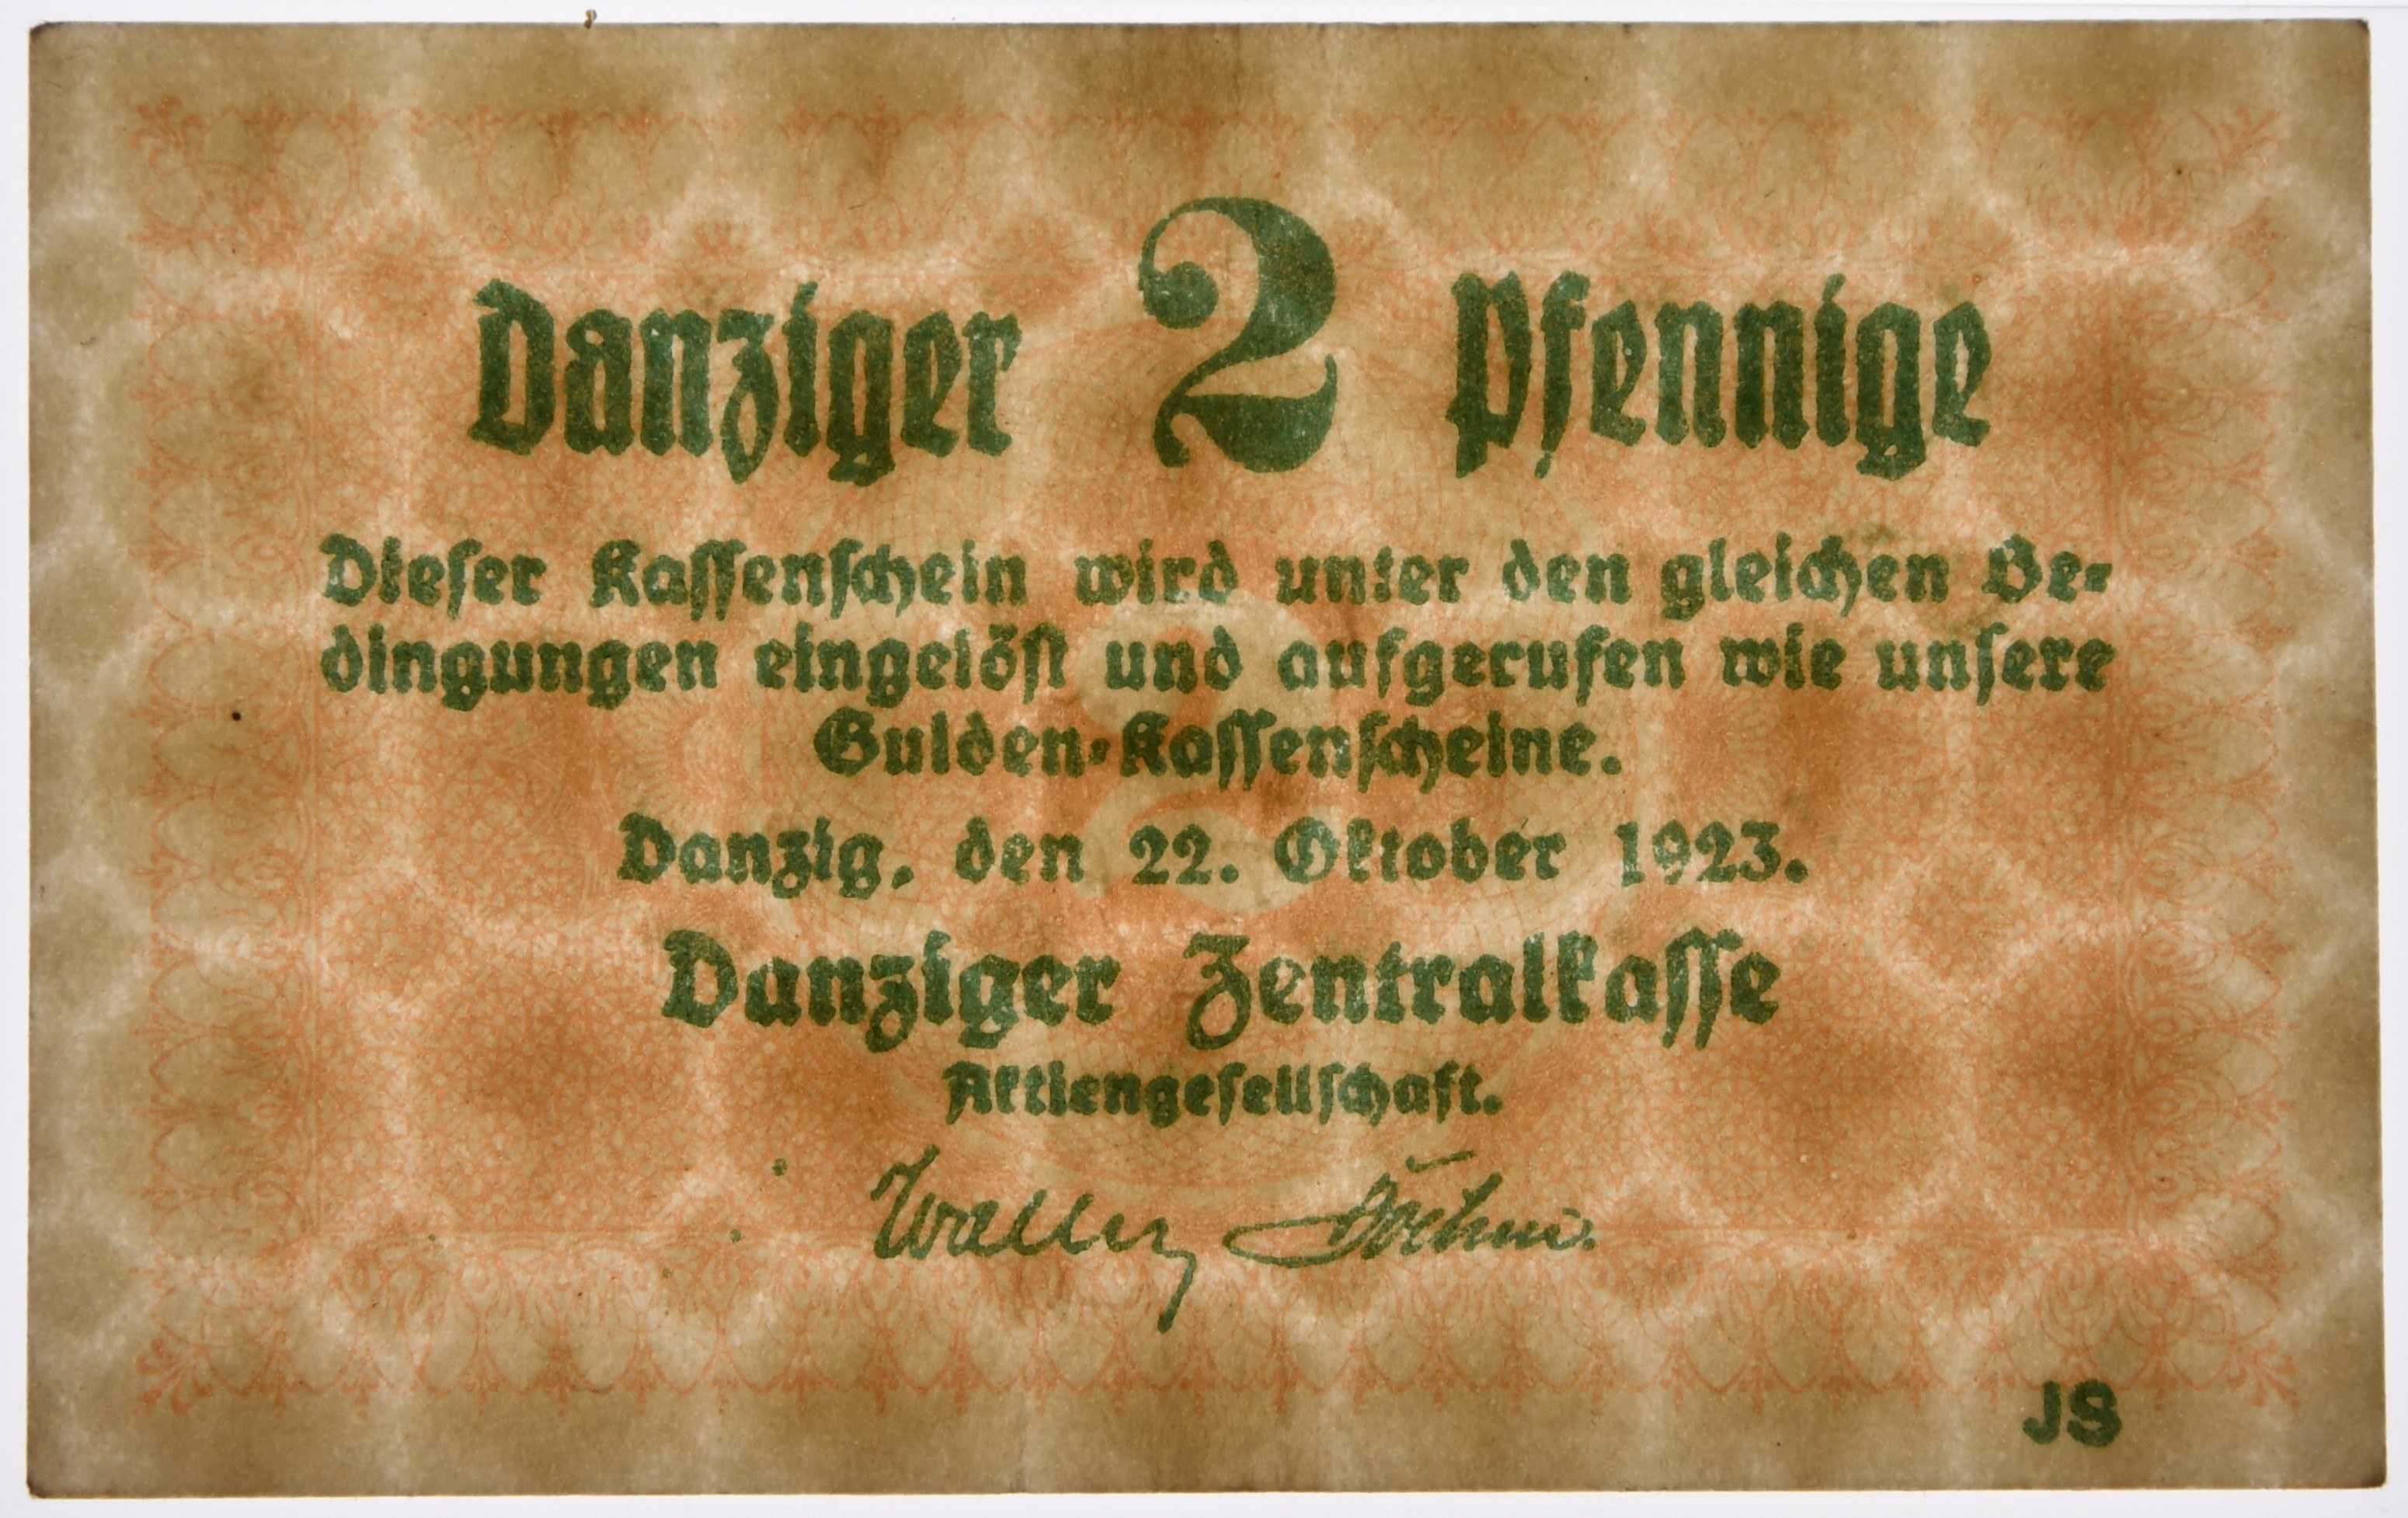 Danziger 2 Pfennige
Dieser Kassenschein wird unter den gleichen Be-
dingungen eingelöst und aufgerufen wie unsere
Gulden-Kassenscheine.
Danzig, den 22. Oktober 1923.
Danziger Zentralkasse
Aktiengesellschaft.
JS